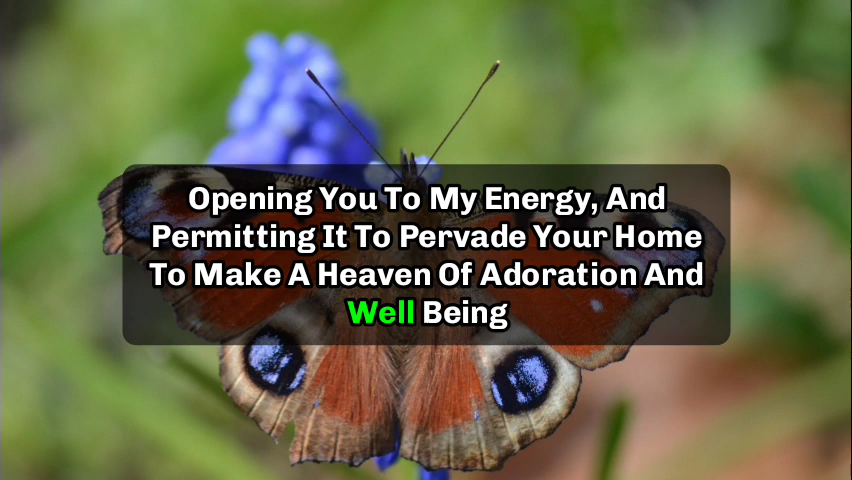 Opening You To My Energy, And
Permitting It To Pervade Your Home
To Make A Heaven Of Adoration And
Well Being